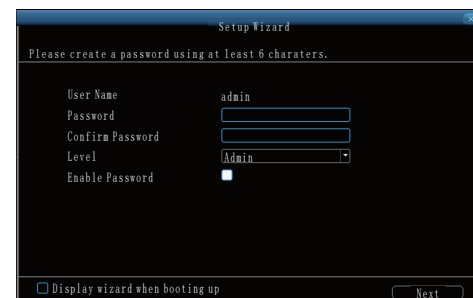 Setup Wizard
Please create a password using at least 6 charaters.
User Name admin
Password
Confirm Password
Level Admin
Enable Password
Display wizard when booting up
Next